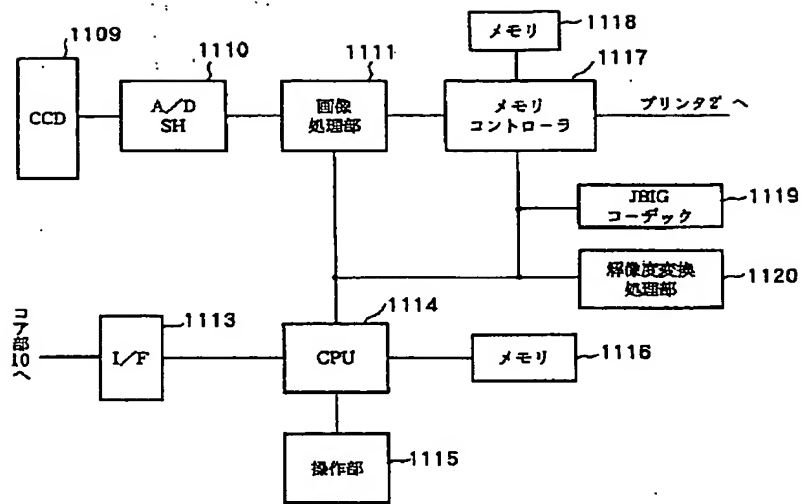 1118
メモリ
1109
1110
1111
1117
CCD
A/D
SH
画像
処理部
メモリ
コントローラ
プリンタ2へ
JBIG
コーデック
1119
解像度変換
処理部
1120
コア部10へ
1113
1114
I/F
CPU
メモリ
1116
操作部
1115